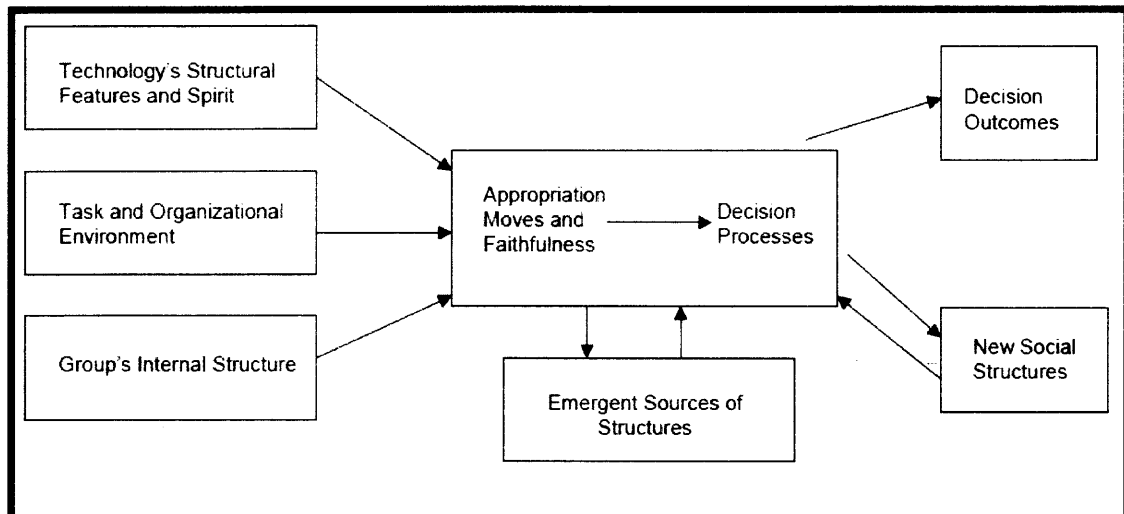 Technology's Structural
Features and Spirit
Task and Organizational
Environment
Group's Internal Structure
Appropriation
Moves and
Faithfulness
Decision
Processes
Emergent Sources of
Structures
Decision
Outcomes
New Social
Structures